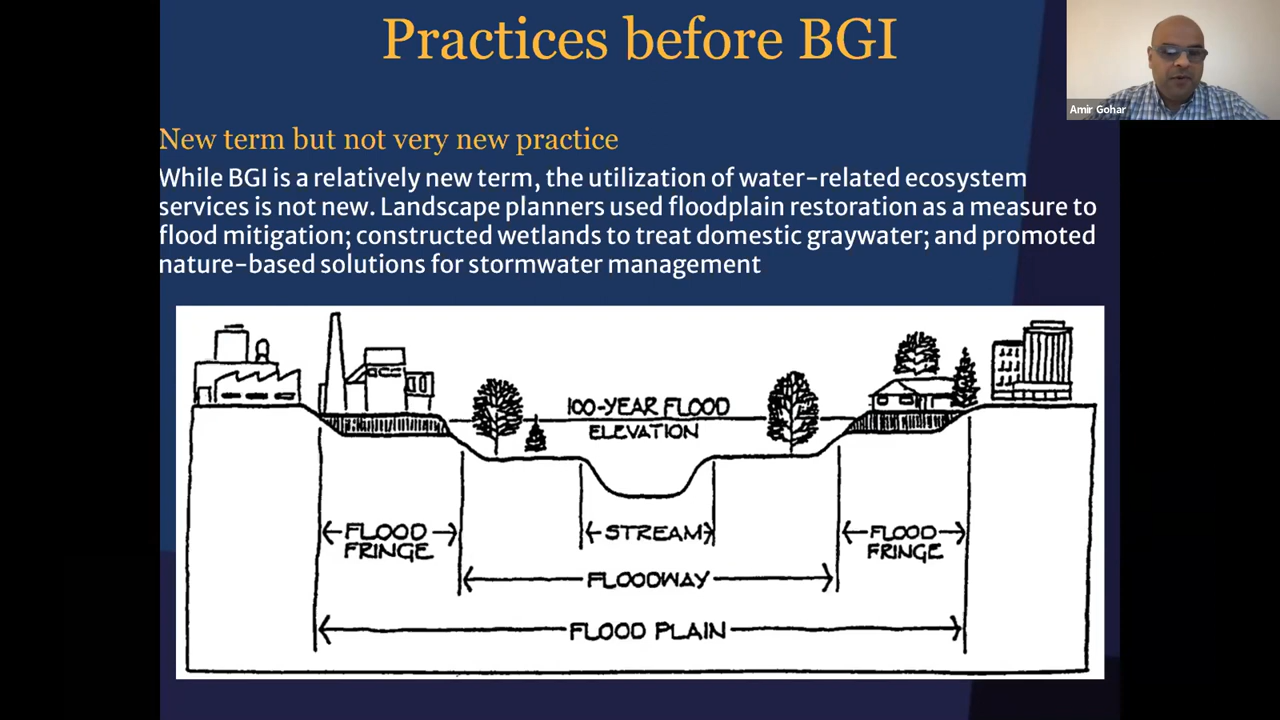 Practices before BGI
Amir Gohar
New term but not very new practice
While BGI is a relatively new term, the utilization of water-related ecosystem
services is not new. Landscape planners used floodplain restoration as a measure to
flood mitigation; constructed wetlands to treat domestic graywater; and promoted
nature-based solutions for stormwater management
100-YEAR FLOOD
ELEVATION
FLOOD
FRINGE
STREAM
FLOOD
FRINGE
FLOODWAY
FLOOD PLAIN